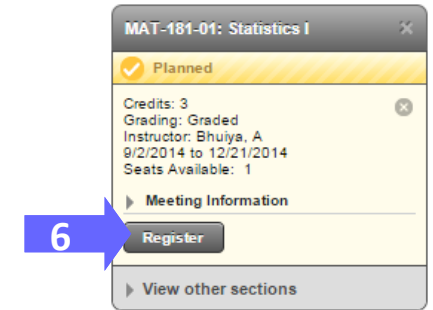 MAT-181-01: Statistics I
Planned
Credits: 3
Grading: Graded
Instructor: Bhuiya, A
9/2/2014 to 12/21/2014
Seats Available: 1
Meeting Information
6
Register
View other sections